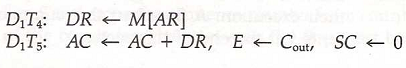 D₁T₄: DR ← M[AR]
D₁T₅: AC ← AC + DR, E ← Cout, SC ← 0